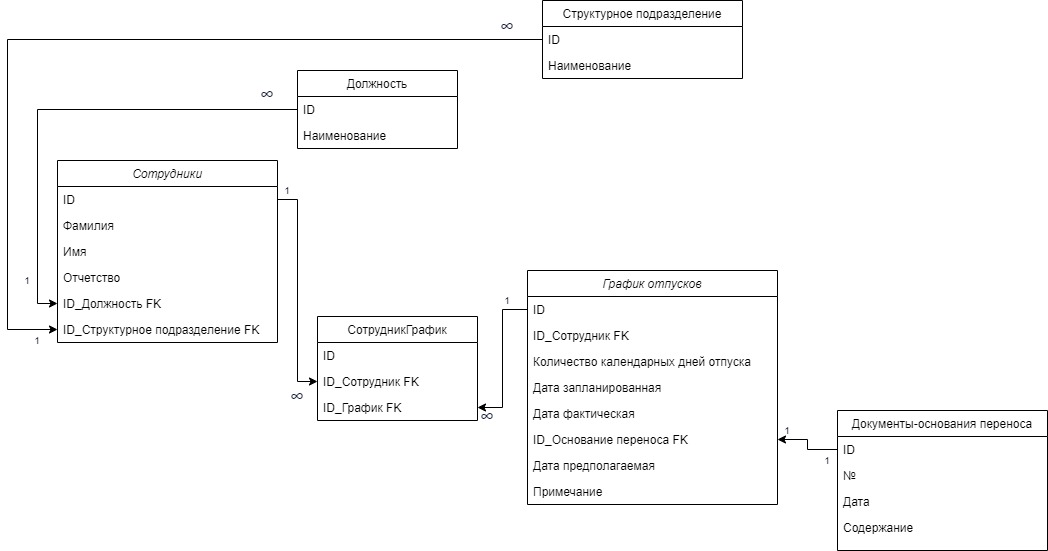 Структурное подразделение
∞
ID
Наименование
Должность
∞
ID
Наименование
Сотрудники
1
ID
Фамилия
Имя
Отчетство
1
ID_Должность FK
ID_Структурное подразделение FK
1
СотрудникГрафик
ID
ID_Сотрудник FK
∞
ID_График FK
∞
График отпусков
1
ID
ID_Сотрудник FK
Количество календарных дней отпуска
Дата запланированная
Дата фактическая
ID_Основание переноса FK
Дата предполагаемая
Примечание
Документы-основания переноса
1
ID
1
№
Дата
Содержание